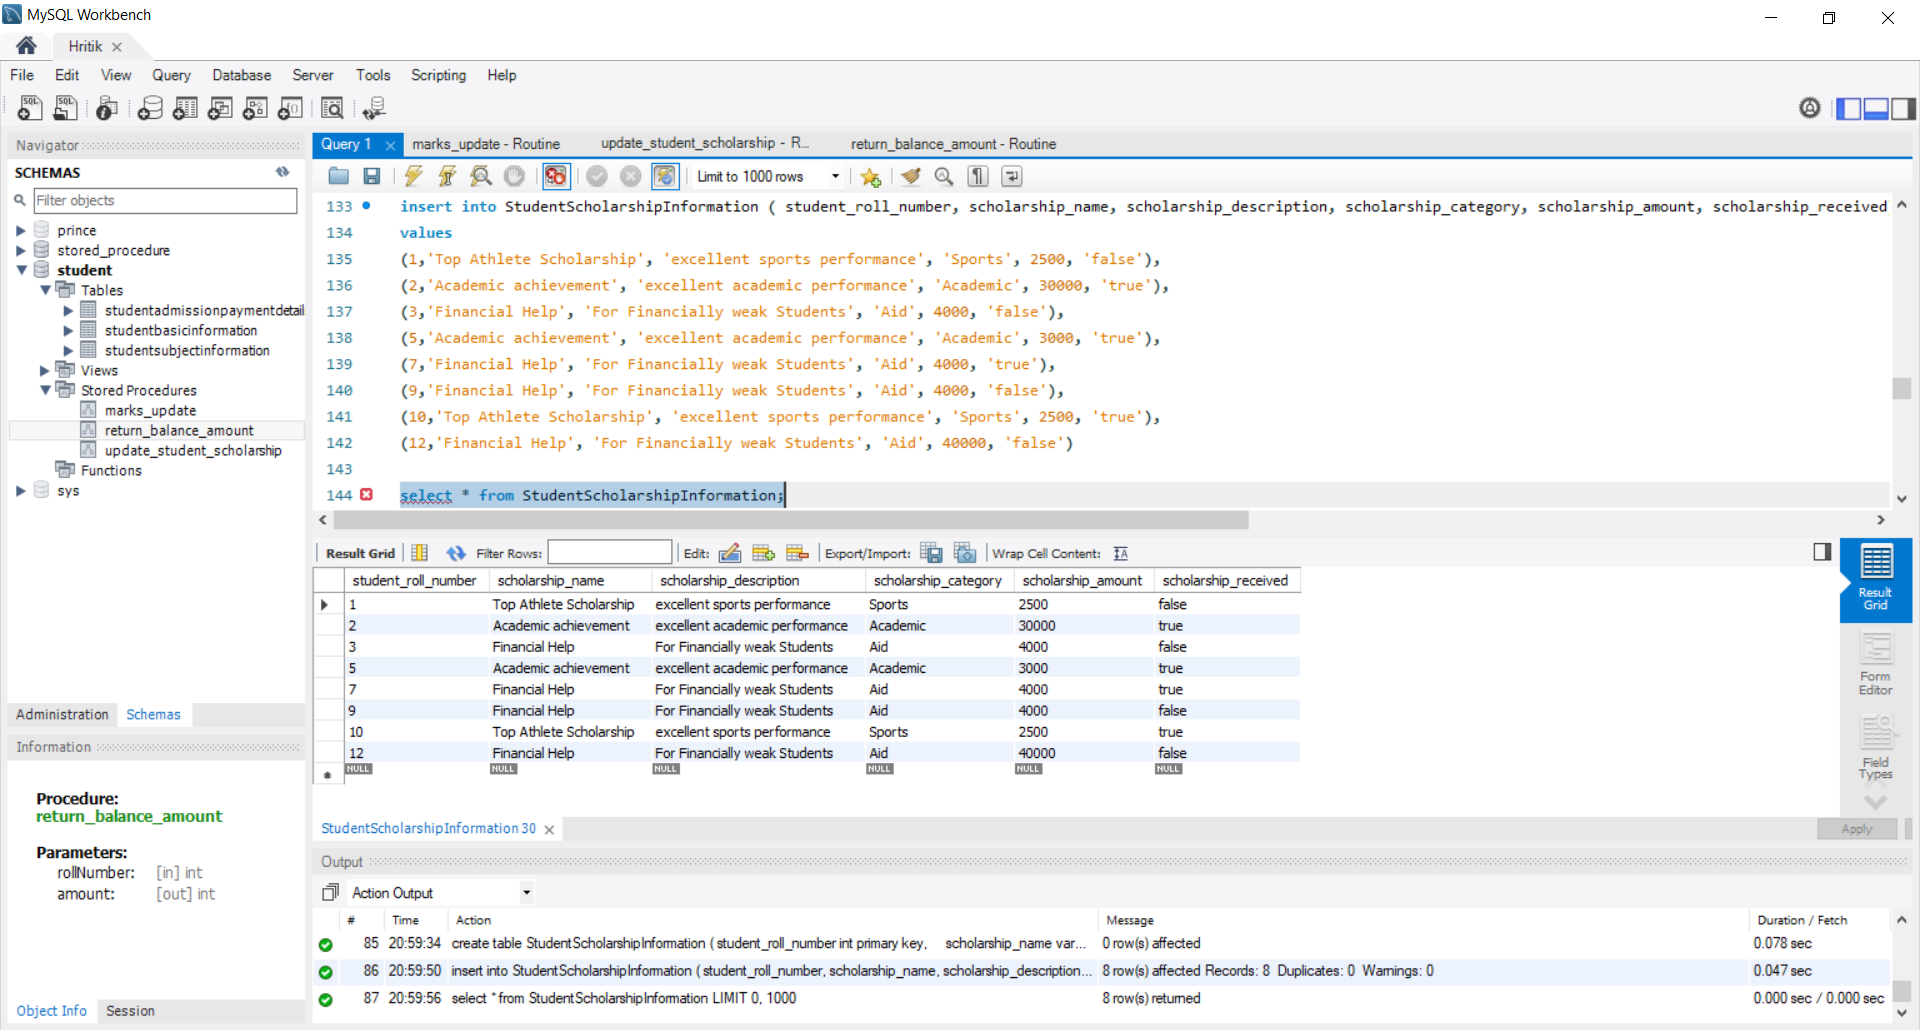 MySQL Workbench
Hritik
File Edit View Query Database Server Tools Scripting Help
Navigator
SCHEMAS
Filter objects
prince
stored_procedure
student
Tables
studentadmissionpaymentdetail
studentbasicinformation
studentsubjectinformation
Views
Stored Procedures
marks_update
return_balance_amount
update_student_scholarship
Functions
sys
Administration Schemas
Information
Procedure:
return_balance_amount
Parameters:
rollNumber: [in] int
amount: [out] int
Object Info Session
Query 1 marks_update - Routine update_student_scholarship - R... return_balance_amount - Routine
Limit to 1000 rows
133 insert into StudentScholarshipInformation ( student_roll_number, scholarship_name, scholarship_description, scholarship_category, scholarship_amount, scholarship_received
134 values
135 (1,'Top Athlete Scholarship', 'excellent sports performance', 'Sports', 2500, 'false'),
136 (2,'Academic achievement', 'excellent academic performance', 'Academic', 30000, 'true'),
137 (3,'Financial Help', 'For Financially weak Students', 'Aid', 4000, 'false'),
138 (5,'Academic achievement', 'excellent academic performance', 'Academic', 3000, 'true'),
139 (7,'Financial Help', 'For Financially weak Students', 'Aid', 4000, 'true'),
140 (9,'Financial Help', 'For Financially weak Students', 'Aid', 4000, 'false'),
141 (10,'Top Athlete Scholarship', 'excellent sports performance', 'Sports', 2500, 'true'),
142 (12,'Financial Help', 'For Financially weak Students', 'Aid', 40000, 'false')
143
144 select * from StudentScholarshipInformation;
Result Grid Filter Rows: Edit: Export/Import: Wrap Cell Content:
student_roll_number scholarship_name scholarship_description scholarship_category scholarship_amount scholarship_received
1 Top Athlete Scholarship excellent sports performance Sports 2500 false
2 Academic achievement excellent academic performance Academic 30000 true
3 Financial Help For Financially weak Students Aid 4000 false
5 Academic achievement excellent academic performance Academic 3000 true
7 Financial Help For Financially weak Students Aid 4000 true
9 Financial Help For Financially weak Students Aid 4000 false
10 Top Athlete Scholarship excellent sports performance Sports 2500 true
12 Financial Help For Financially weak Students Aid 40000 false
NULL NULL NULL NULL NULL NULL
Result
Grid
Form
Editor
Field
Types
StudentScholarshipInformation 30
Apply
Output
Action Output
# Time Action Message Duration / Fetch
85 20:59:34 create table StudentScholarshipInformation ( student_roll_number int primary key, scholarship_name var... 0 row(s) affected 0.078 sec
86 20:59:50 insert into StudentScholarshipInformation ( student_roll_number, scholarship_name, scholarship_description... 8 row(s) affected Records: 8 Duplicates: 0 Warnings: 0 0.047 sec
87 20:59:56 select * from StudentScholarshipInformation LIMIT 0, 1000 8 row(s) returned 0.000 sec / 0.000 sec